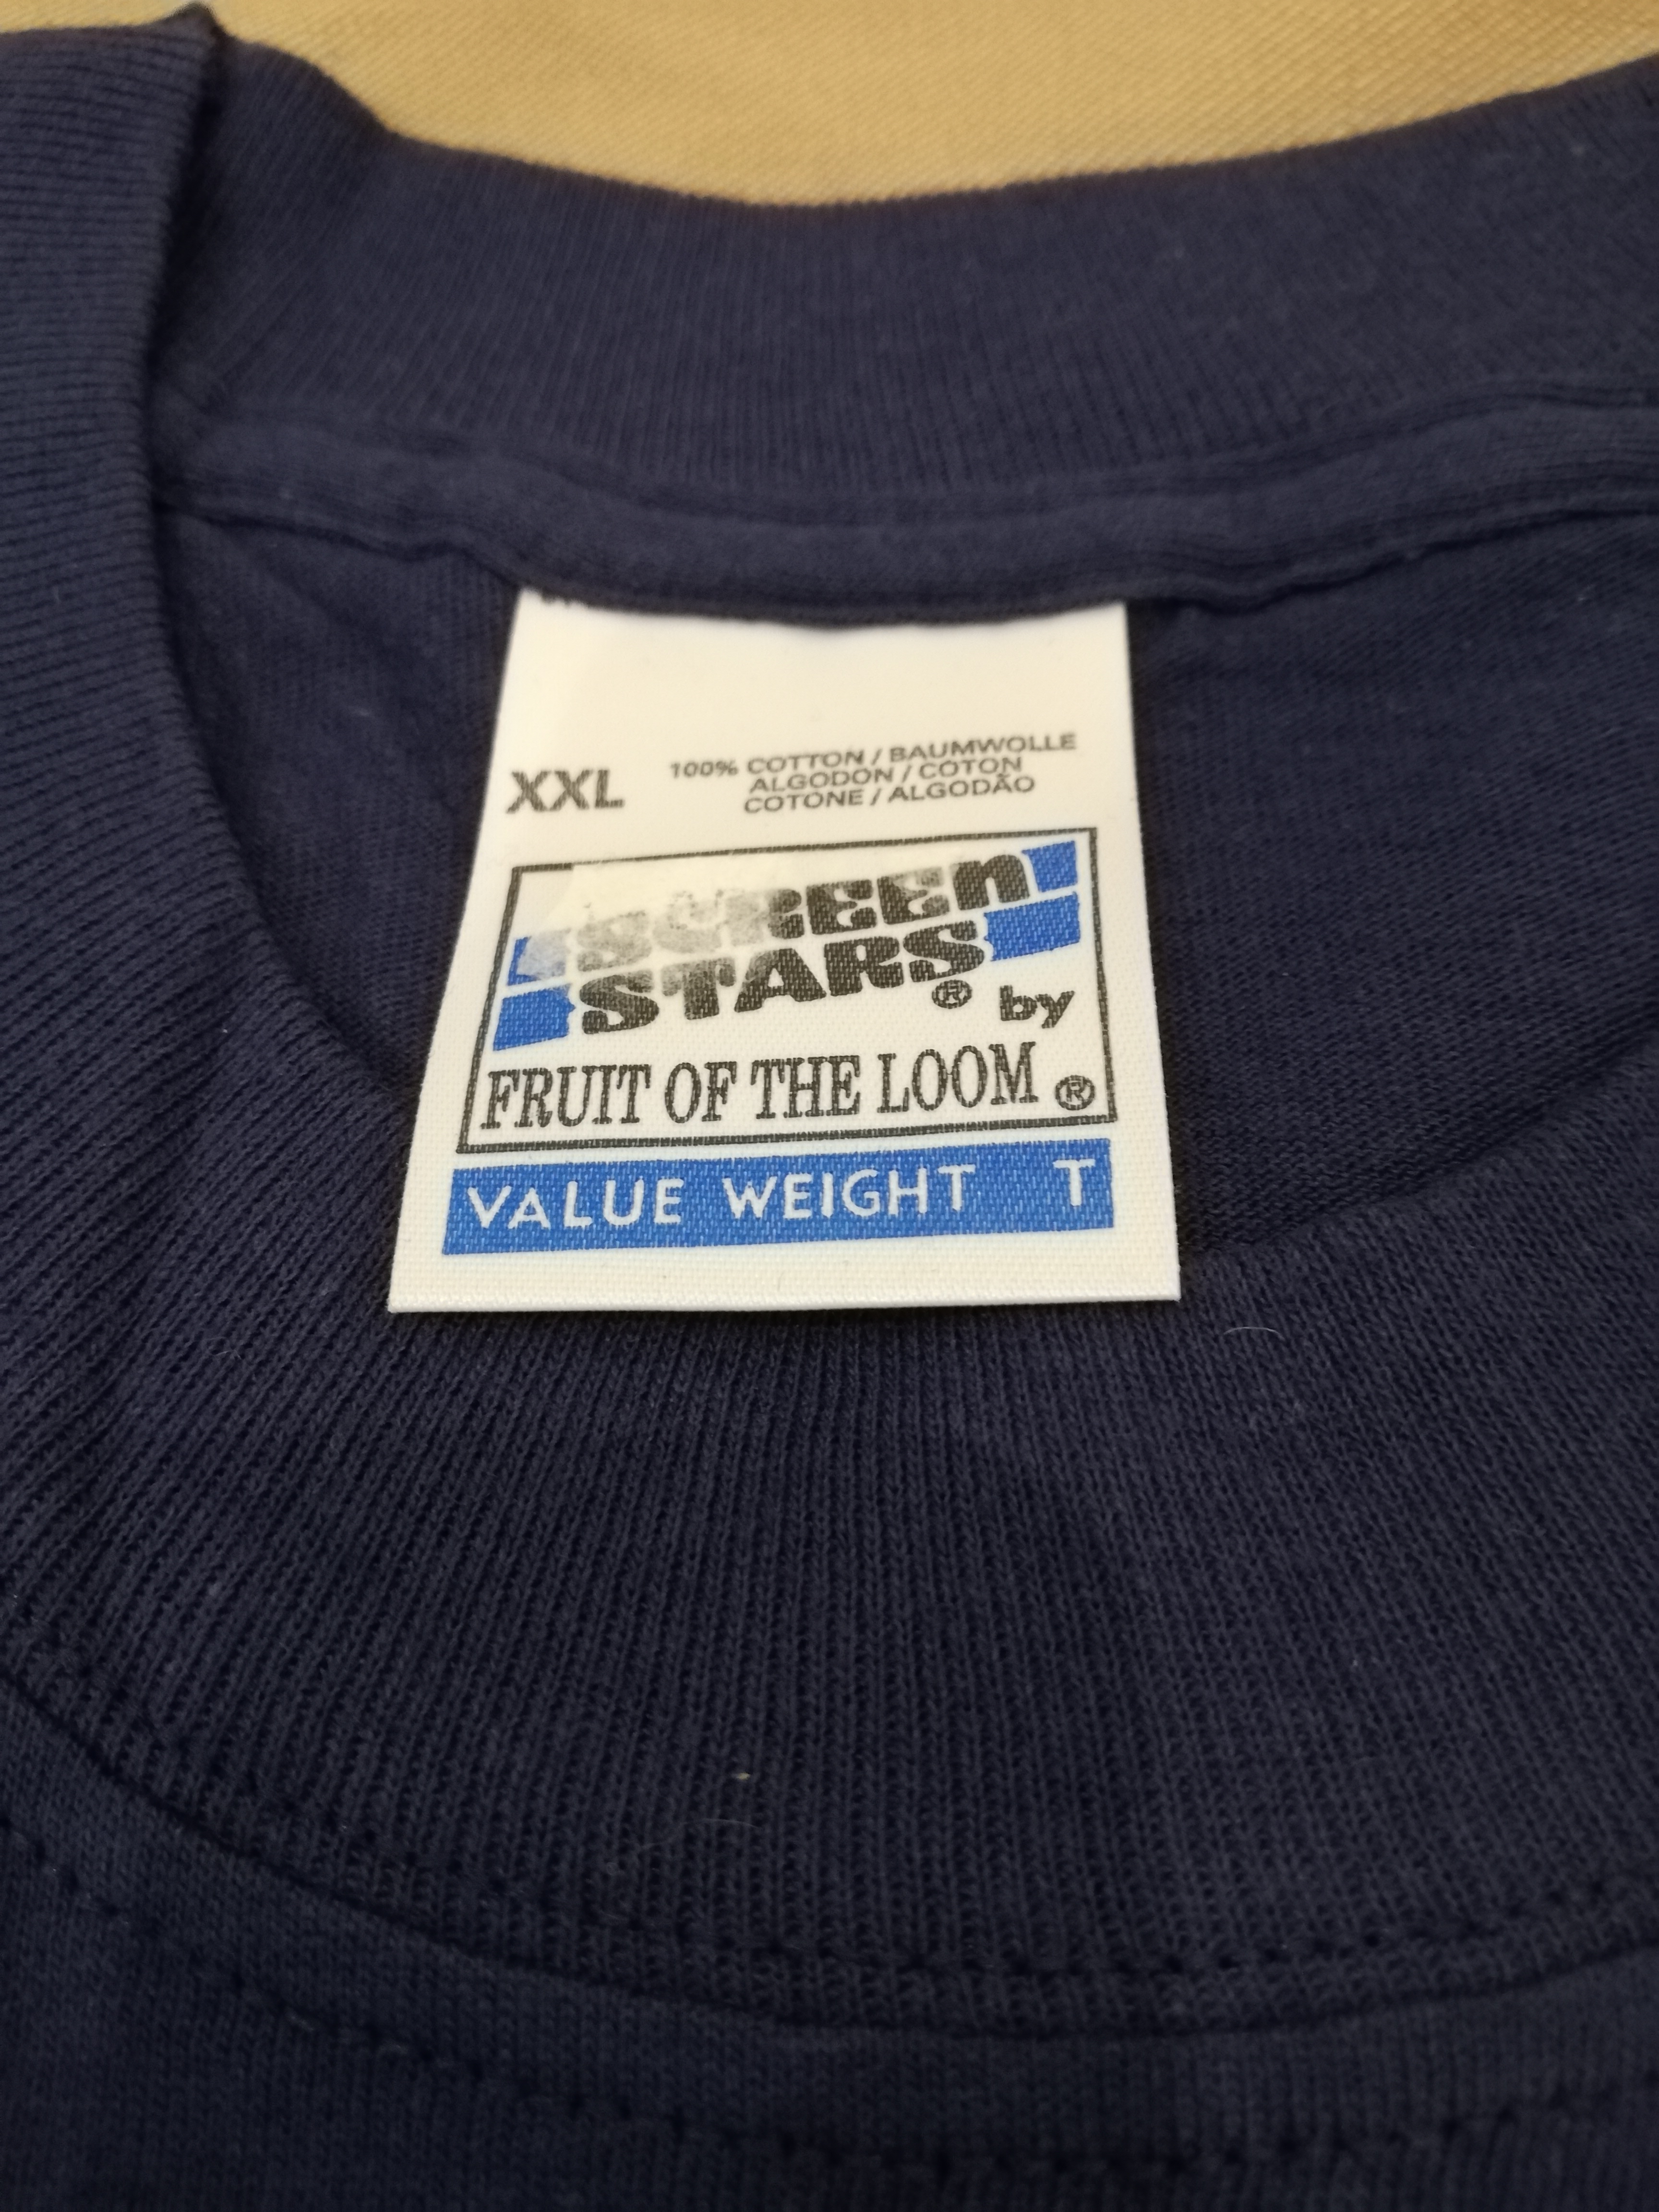 XXL
100% COTTON / BAUMWOLLE
ALGODON / COTON
COTONE / ALGODÃO
SCREEN
STARS® by
FRUIT OF THE LOOM®
VALUE WEIGHT T